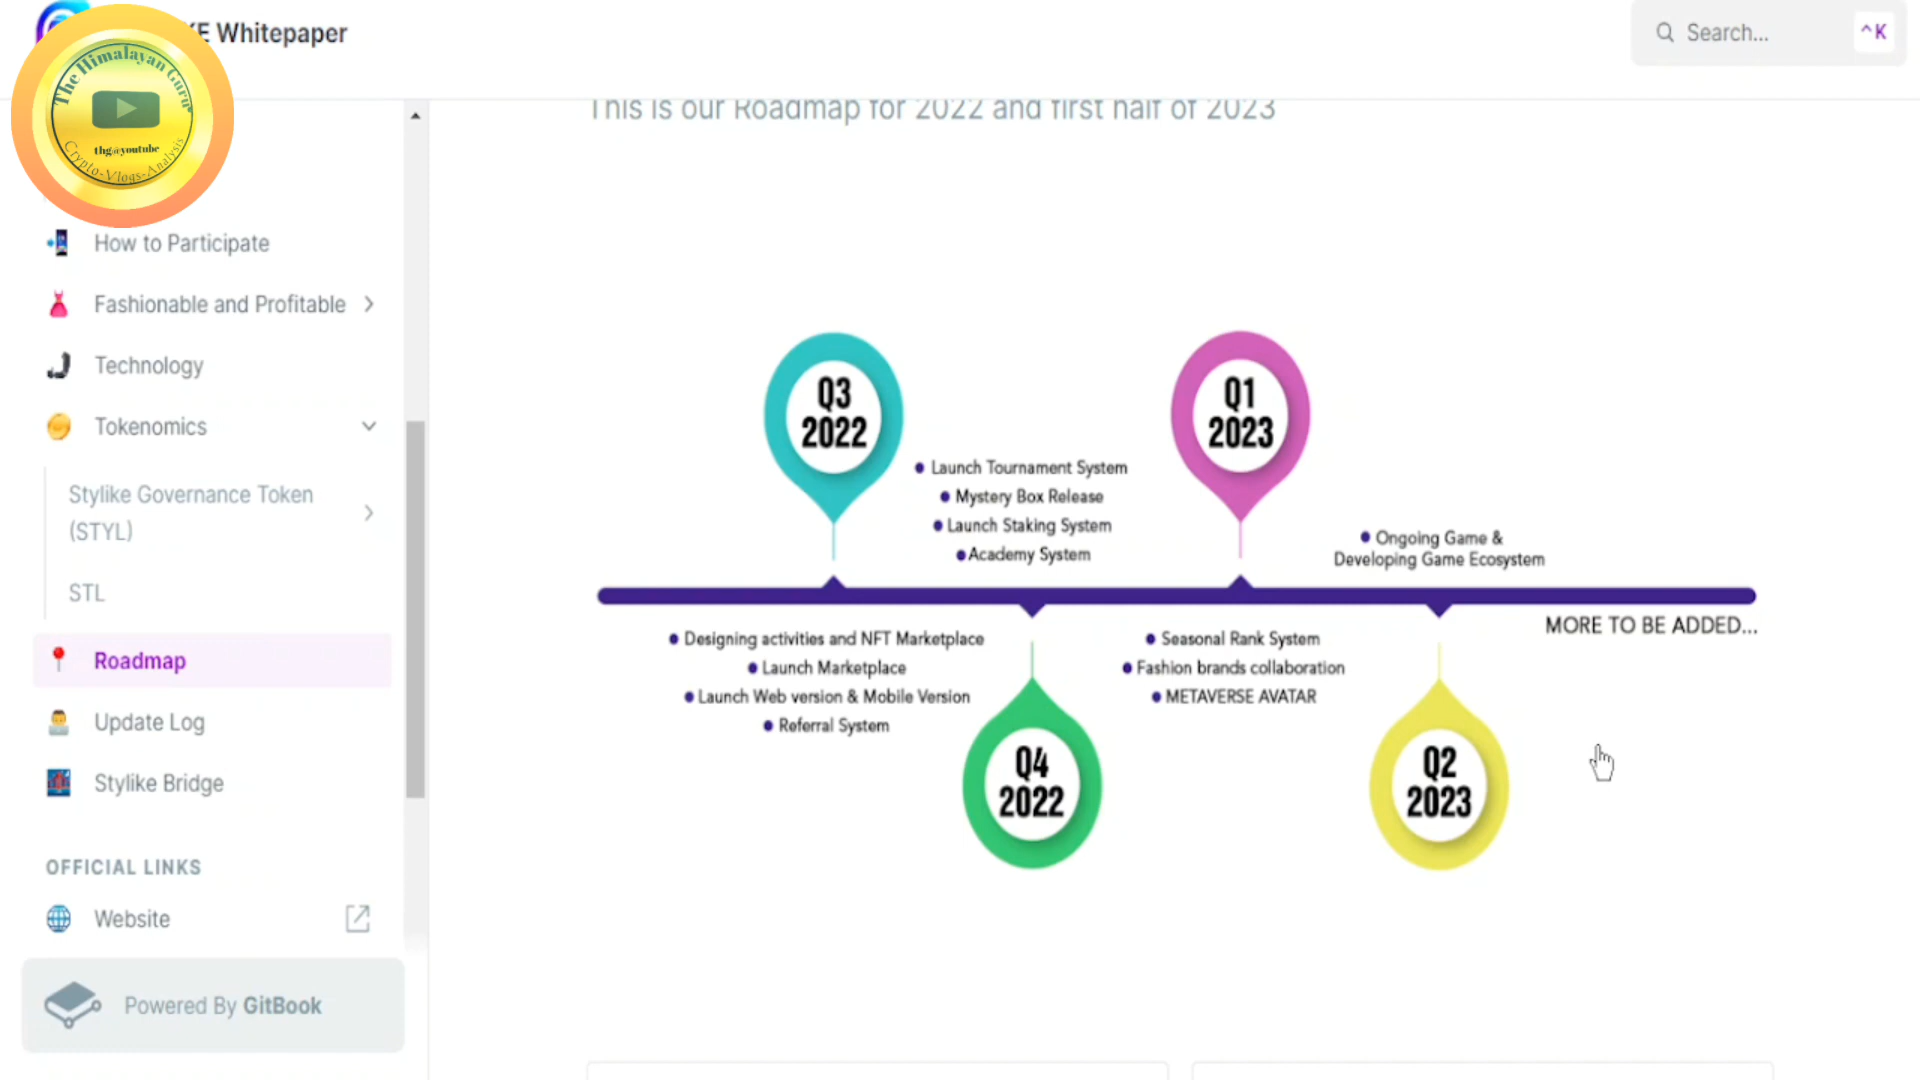 The Himalayan Guru
thg@youtube
Crypto-Vlogs-Analysis
E Whitepaper
Search...
^K
This is our Roadmap for 2022 and first half of 2023
How to Participate
Fashionable and Profitable
Technology
Tokenomics
Stylike Governance Token
(STYL)
STL
Roadmap
Update Log
Stylike Bridge
OFFICIAL LINKS
Website
Powered By GitBook
Q3
2022
• Launch Tournament System
• Mystery Box Release
• Launch Staking System
• Academy System
Q1
2023
• Ongoing Game &
Developing Game Ecosystem
MORE TO BE ADDED...
• Designing activities and NFT Marketplace
• Launch Marketplace
• Launch Web version & Mobile Version
• Referral System
Q4
2022
• Seasonal Rank System
• Fashion brands collaboration
• METAVERSE AVATAR
Q2
2023